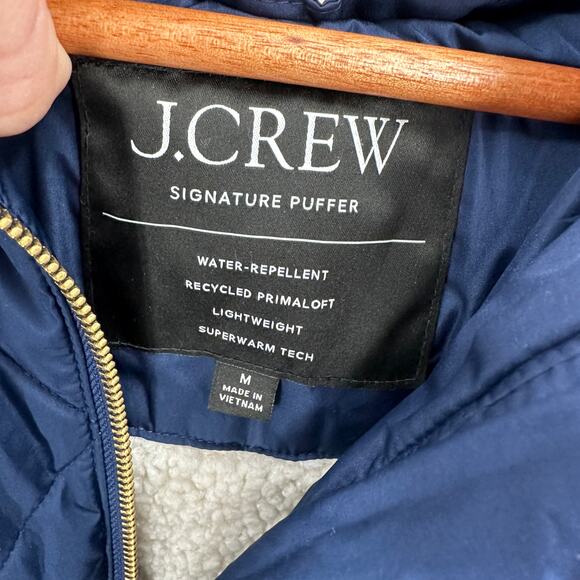 J.CREW
SIGNATURE PUFFER
WATER-REPELLENT
RECYCLED PRIMALOFT
LIGHTWEIGHT
SUPERWARM TECH
M
MADE IN
VIETNAM